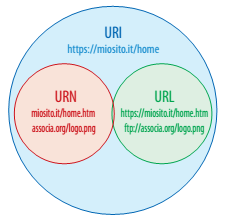 URI
https://miosito.it/home
URN
miosito.it/home.htm
associa.org/logo.png
URL
https://miosito.it/home.htm
ftp://associa.org/logo.png